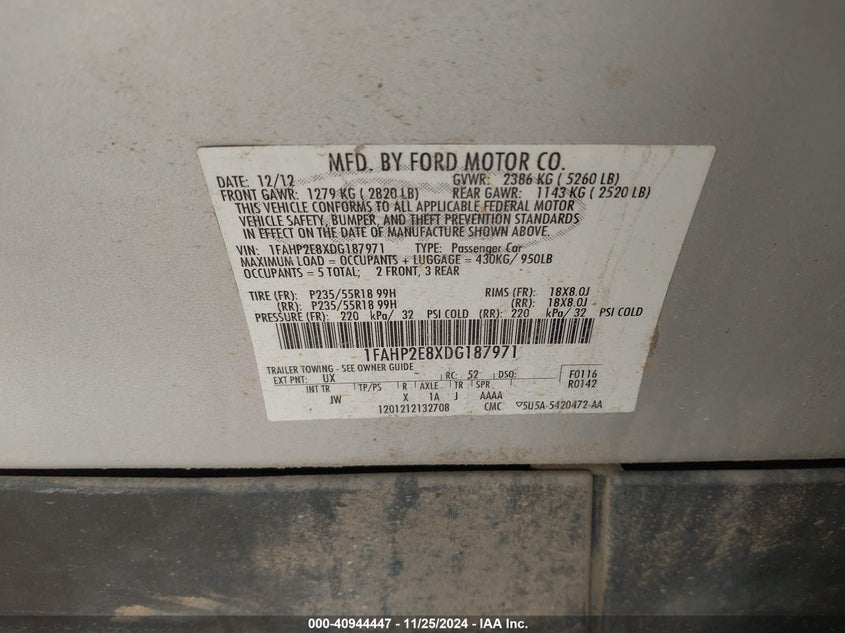 MFD. BY FORD MOTOR CO.
DATE: 12/12 GVWR: 2386 KG ( 5260 LB)
FRONT GAWR: 1279 KG ( 2820 LB) REAR GAWR: 1143 KG ( 2520 LB)
THIS VEHICLE CONFORMS TO ALL APPLICABLE FEDERAL MOTOR
VEHICLE SAFETY, BUMPER, AND THEFT PREVENTION STANDARDS
IN EFFECT ON THE DATE OF MANUFACTURE SHOWN ABOVE.
VIN: 1FAHP2E8XDG187971 TYPE: Passenger Car
MAXIMUM LOAD = OCCUPANTS + LUGGAGE = 430KG/ 950LB
OCCUPANTS = 5 TOTAL; 2 FRONT, 3 REAR
TIRE (FR): P235/55R18 99H RIMS (FR): 18X8.0J
(RR): P235/55R18 99H (RR): 18X8.0J
PRESSURE (FR): 220 kPa/ 32 PSI COLD (RR): 220 kPa/ 32 PSI COLD
1FAHP2E8XDG187971
TRAILER TOWING - SEE OWNER GUIDE
EXT PNT: UX RC: 52 DSO: F0116
INT TR TP/PS R AXLE TR SPR R0142
JW X 1A J AAAA
1201212132708 CMC ▽5U5A-5420472-AA
000-40944447 - 11/25/2024 - IAA Inc.